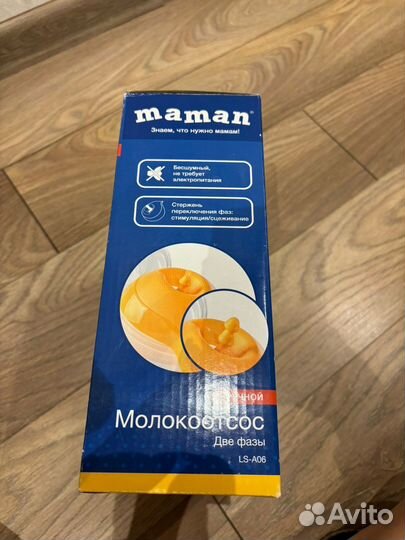 maman®
Знаем, что нужно мамам!
Бесшумный,
не требует
электропитания
Стержень
переключения фаз:
стимуляция/сцеживание
Молокоотсос
Две фазы
LS-A06
Avito